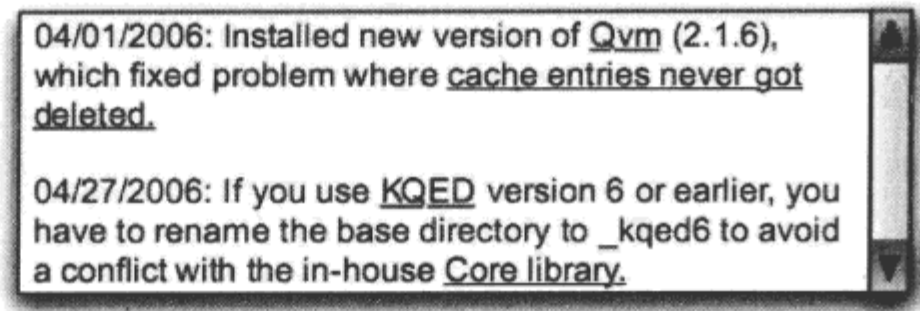 04/01/2006: Installed new version of Qvm (2.1.6),
which fixed problem where cache entries never got
deleted.
04/27/2006: If you use KQED version 6 or earlier, you
have to rename the base directory to _kqed6 to avoid
a conflict with the in-house Core library.